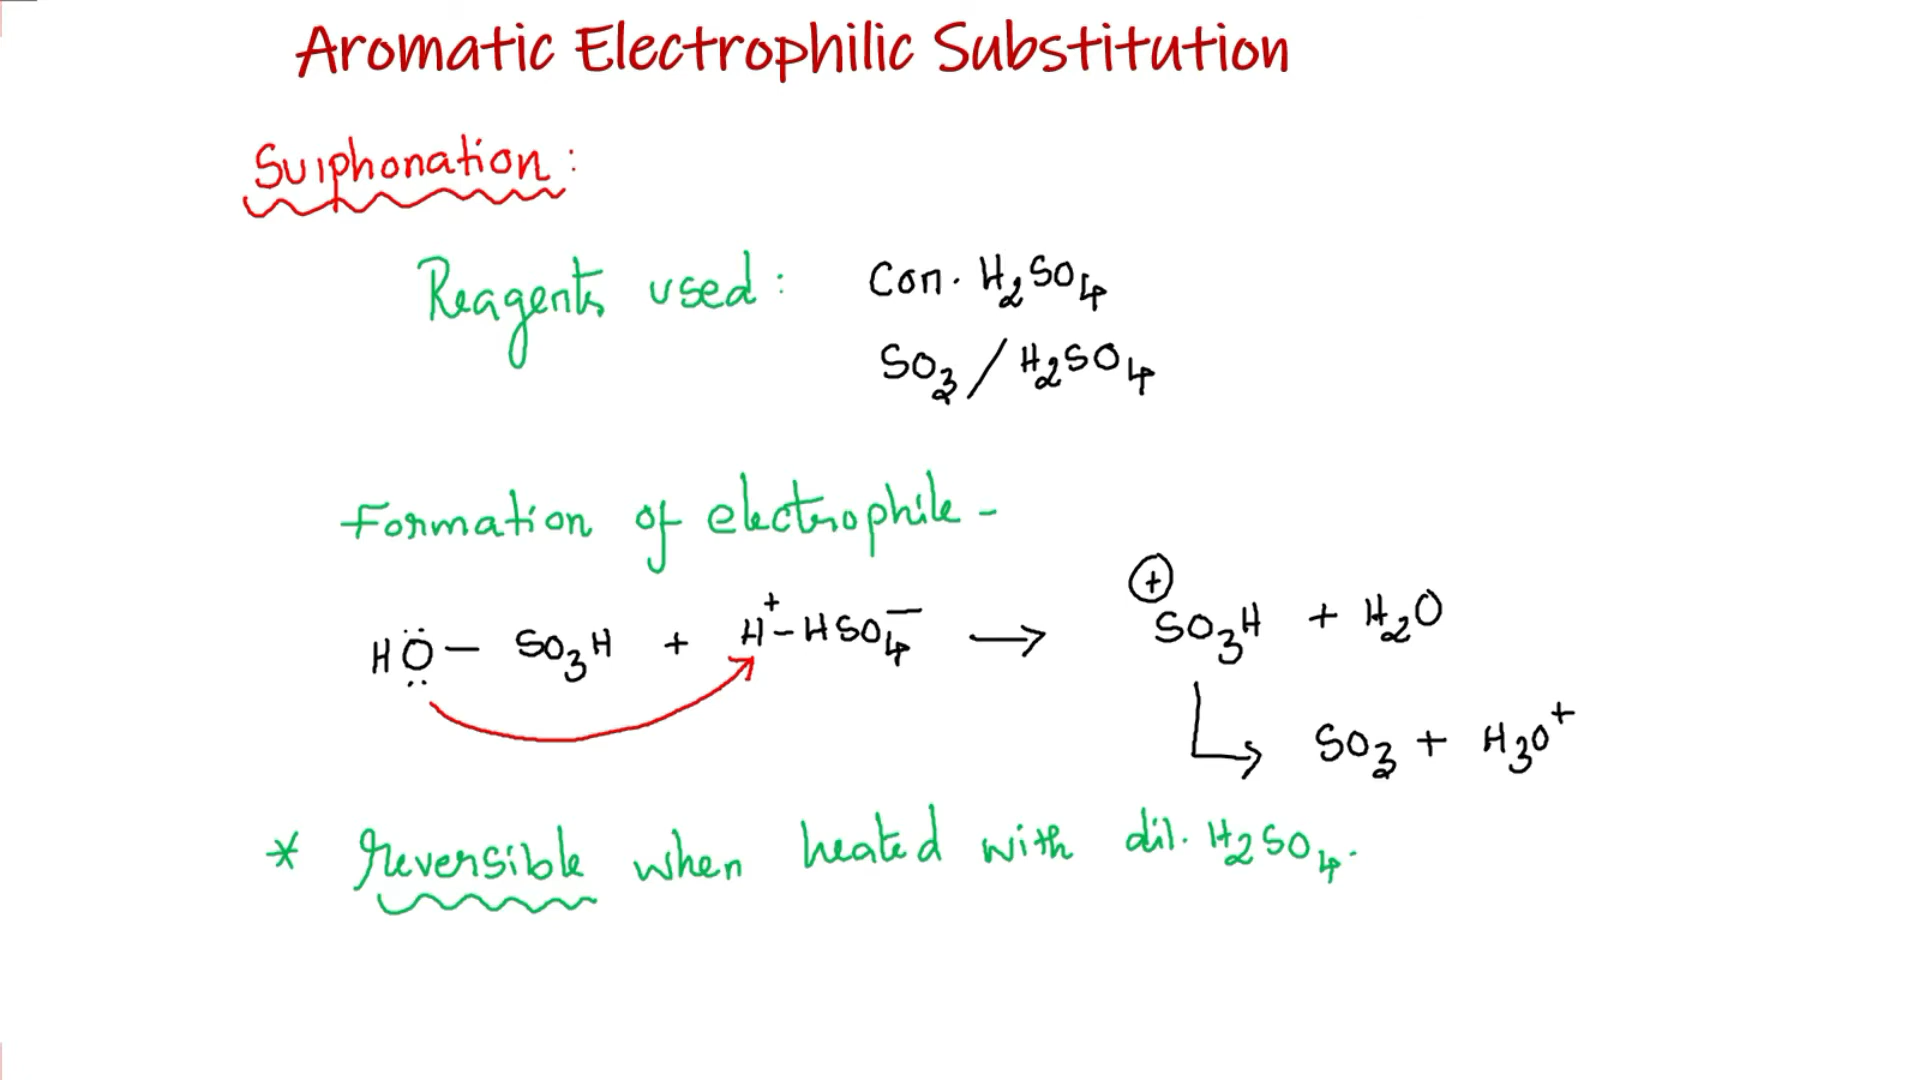 Aromatic Electrophilic Substitution
Sulphonation:
Reagents used: Con. H₂SO₄
SO₃/H₂SO₄
Formation of electrophile -
HÖ̤ — SO₃H + H⁺-HSO₄⁻ → ⊕SO₃H + H₂O
↳ SO₃ + H₃O⁺
* Reversible when heated with dil. H₂SO₄.